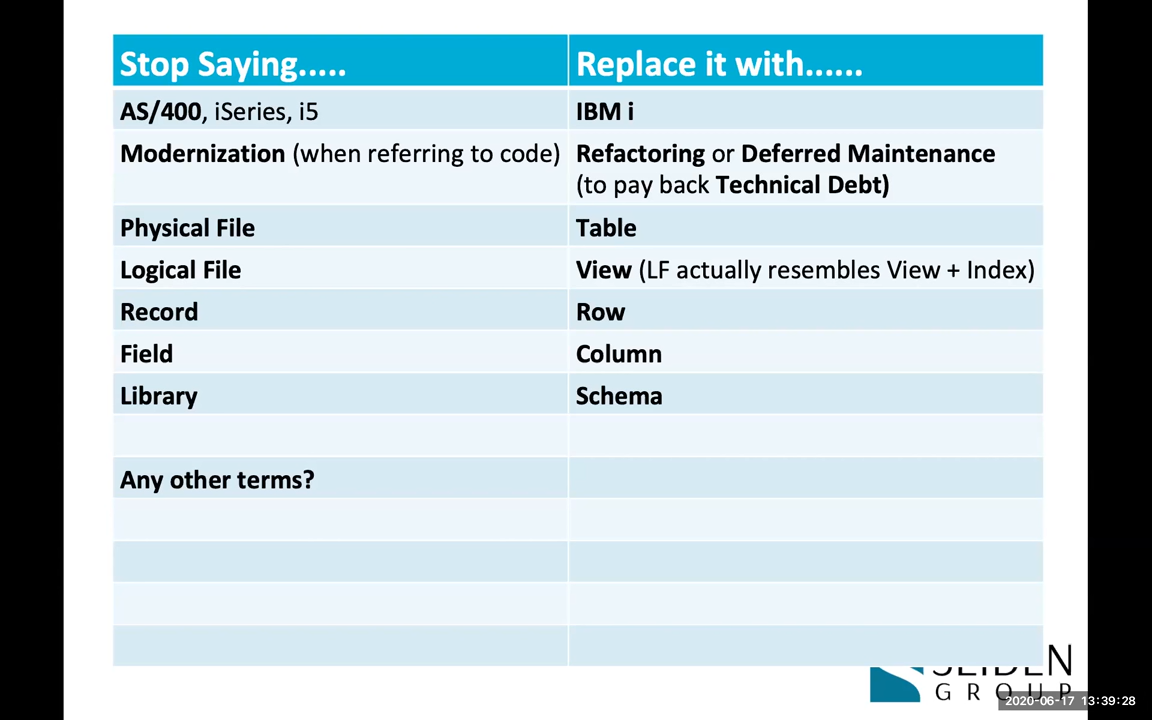 Stop Saying.....
Replace it with......
AS/400, iSeries, i5
IBM i
Modernization (when referring to code)
Refactoring or Deferred Maintenance
(to pay back Technical Debt)
Physical File
Table
Logical File
View (LF actually resembles View + Index)
Record
Row
Field
Column
Library
Schema
Any other terms?
SEIDEN
GROUP
2020-06-17 13:39:28